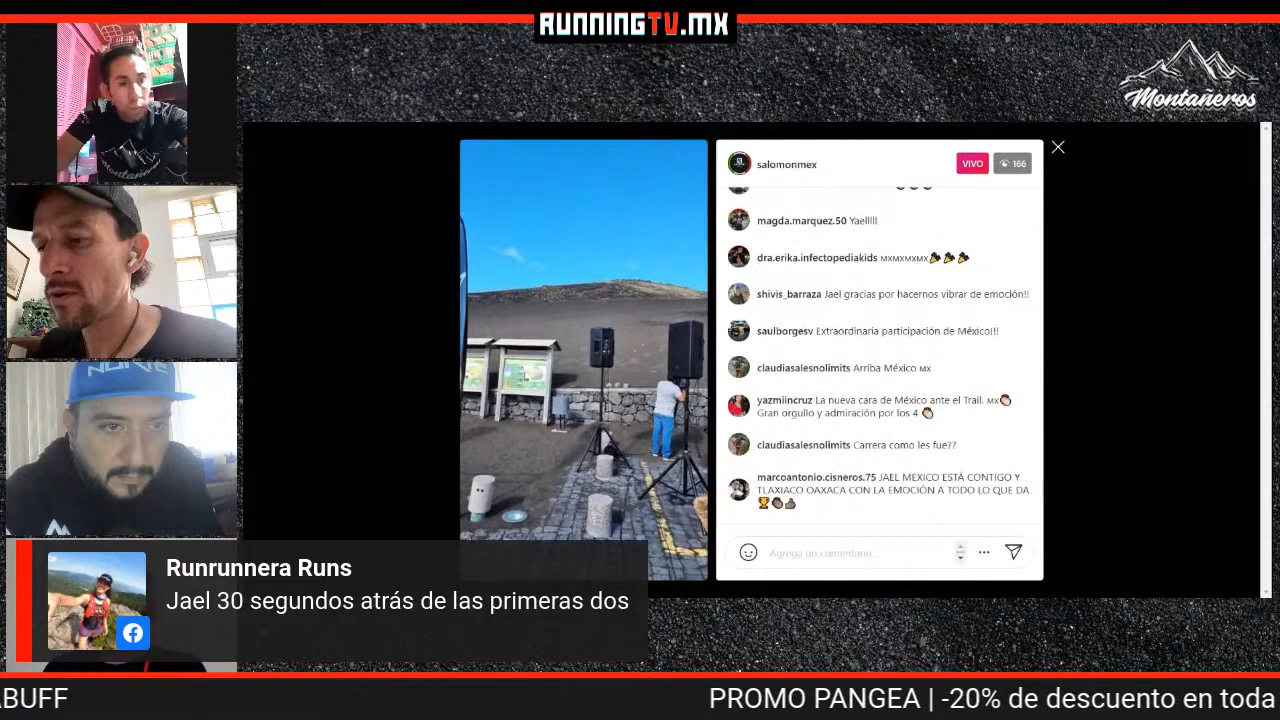 RUNNINGTV.MX
Montañeros
salomonmex
VIVO
166
magda.marquez.50 Yaelllll
dra.erika.infectopediakids MXMXMXMX
shivis_barraza Jael gracias por hacernos vibrar de emoción!!
saulborgesv Extraordinaria participación de México!!!
claudiasalesnolimits Arriba México MX
yazmiincruz La nueva cara de México ante el Trail. MX
Gran orgullo y admiración por los 4
claudiasalesnolimits Carrera como les fue??
marcoantonio.cisneros.75 JAEL MEXICO ESTÁ CONTIGO Y
TLAXIACO OAXACA CON LA EMOCIÓN A TODO LO QUE DA
Agrega un comentario...
NORTE
Runrunnera Runs
Jael 30 segundos atrás de las primeras dos
ABUFF
PROMO PANGEA | -20% de descuento en toda